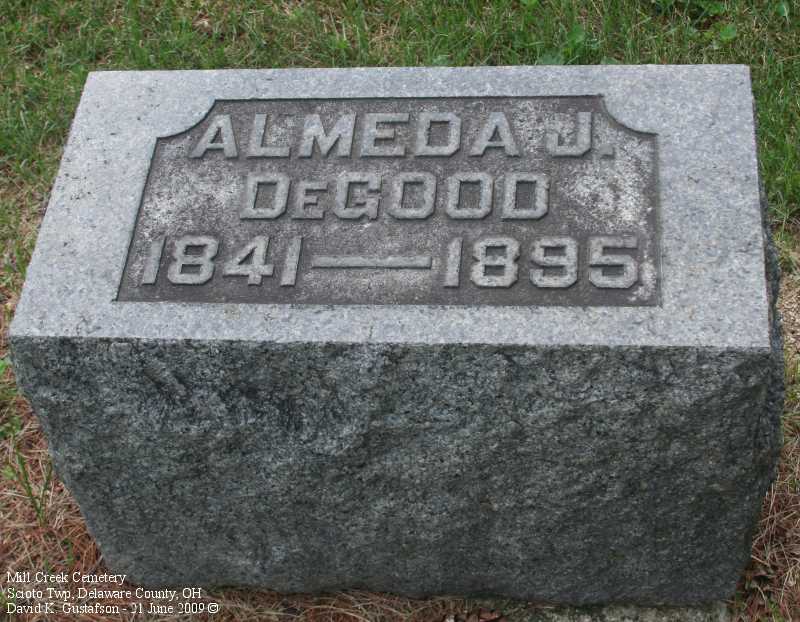 ALMEDA J.
DeGOOD
1841 — 1895
Mill Creek Cemetery
Scioto Twp, Delaware County, OH
David K. Gustafson - 21 June 2009 ©